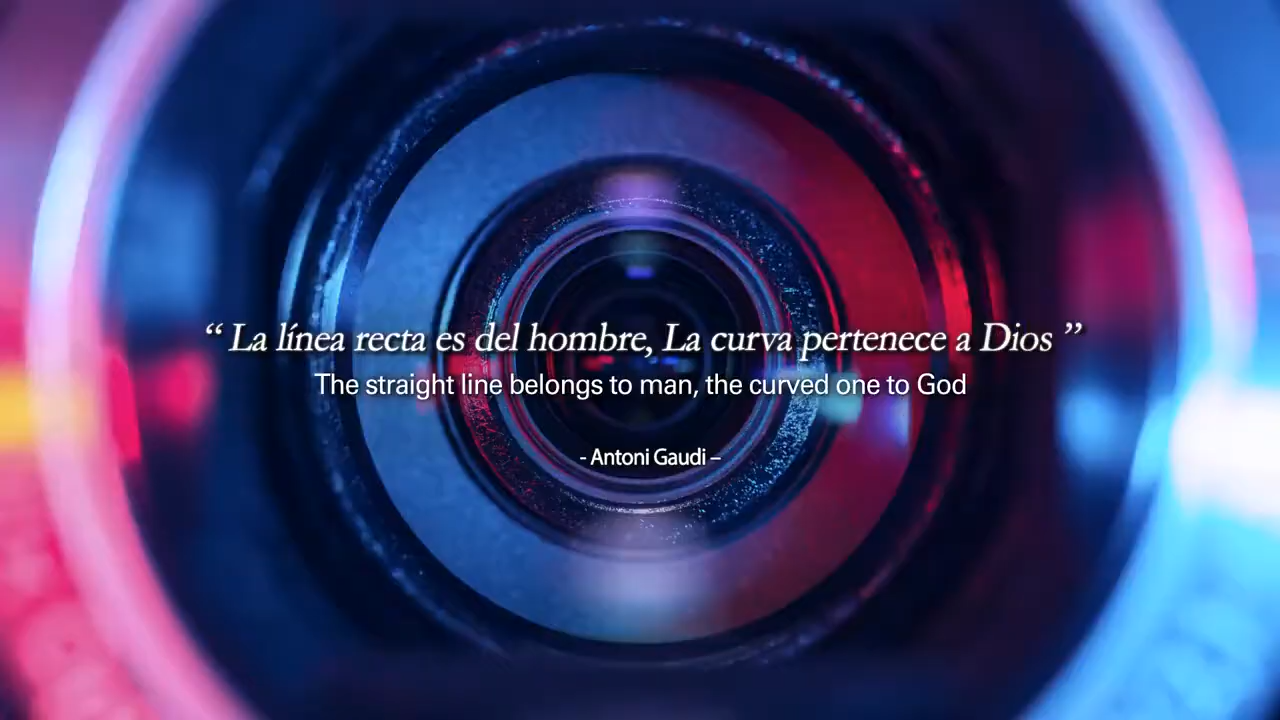 “ La línea recta es del hombre, La curva pertenece a Dios ”
The straight line belongs to man, the curved one to God
- Antoni Gaudi –